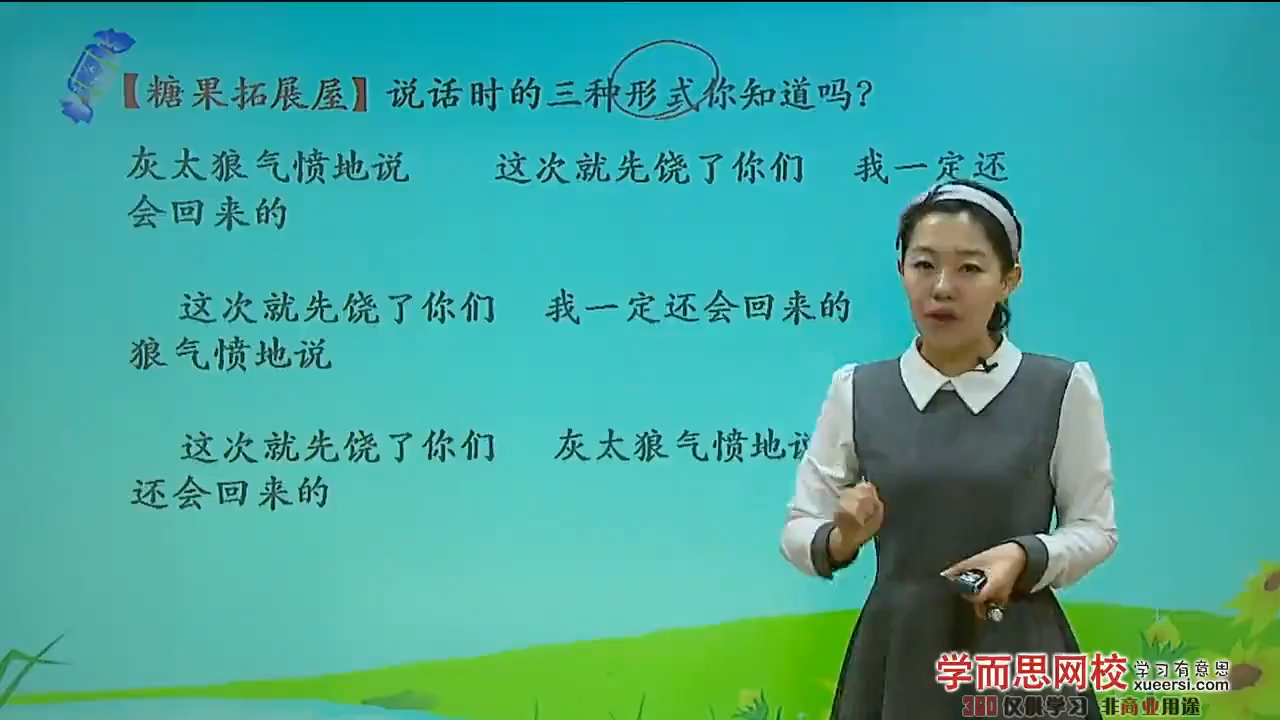 【糖果拓展屋】说话时的三种形式你知道吗？
灰太狼气愤地说 这次就先饶了你们 我一定还
会回来的
这次就先饶了你们 我一定还会回来的
狼气愤地说
这次就先饶了你们 灰太狼气愤地说
还会回来的
学而思网校 学习有意思
xueersi.com
360 仅供学习 非商业用途